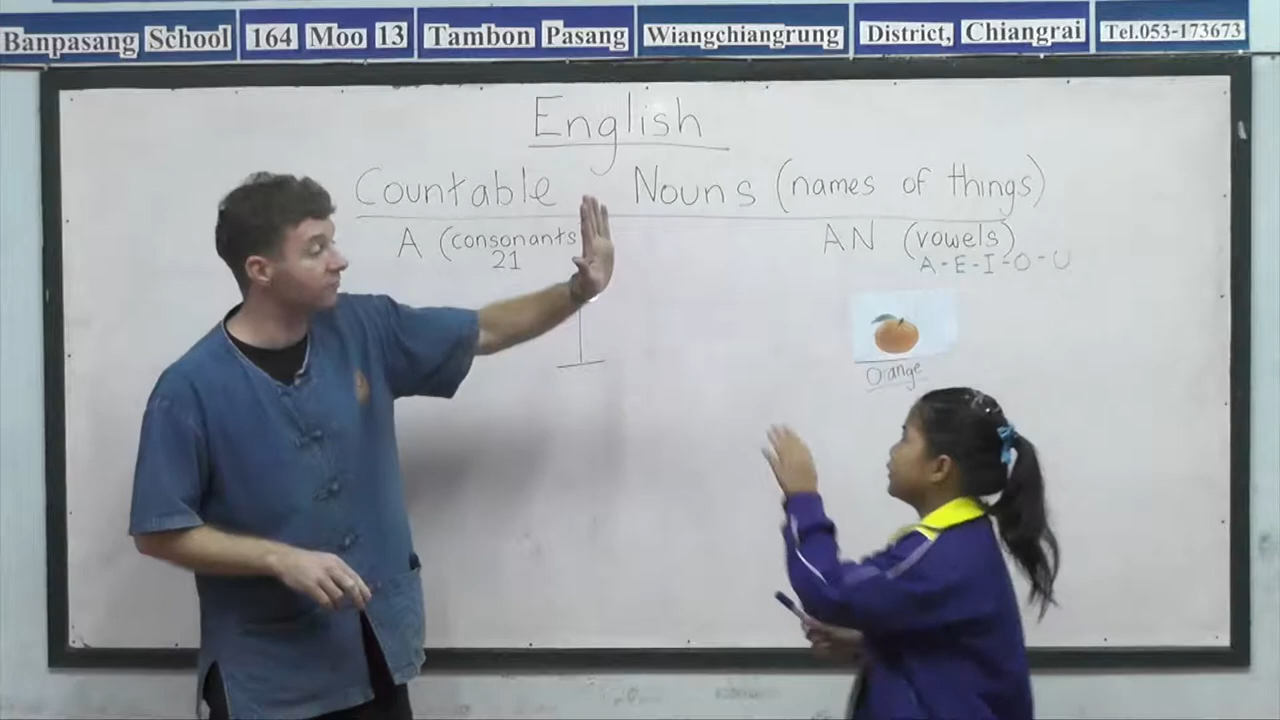 Banpasang School 164 Moo 13 Tambon Pasang Wiangchiangrung District, Chiangrai Tel.053-173673
English
Countable Nouns (names of things)
A (consonants
AN (vowels)
21
A-E-I-O-U
Orange